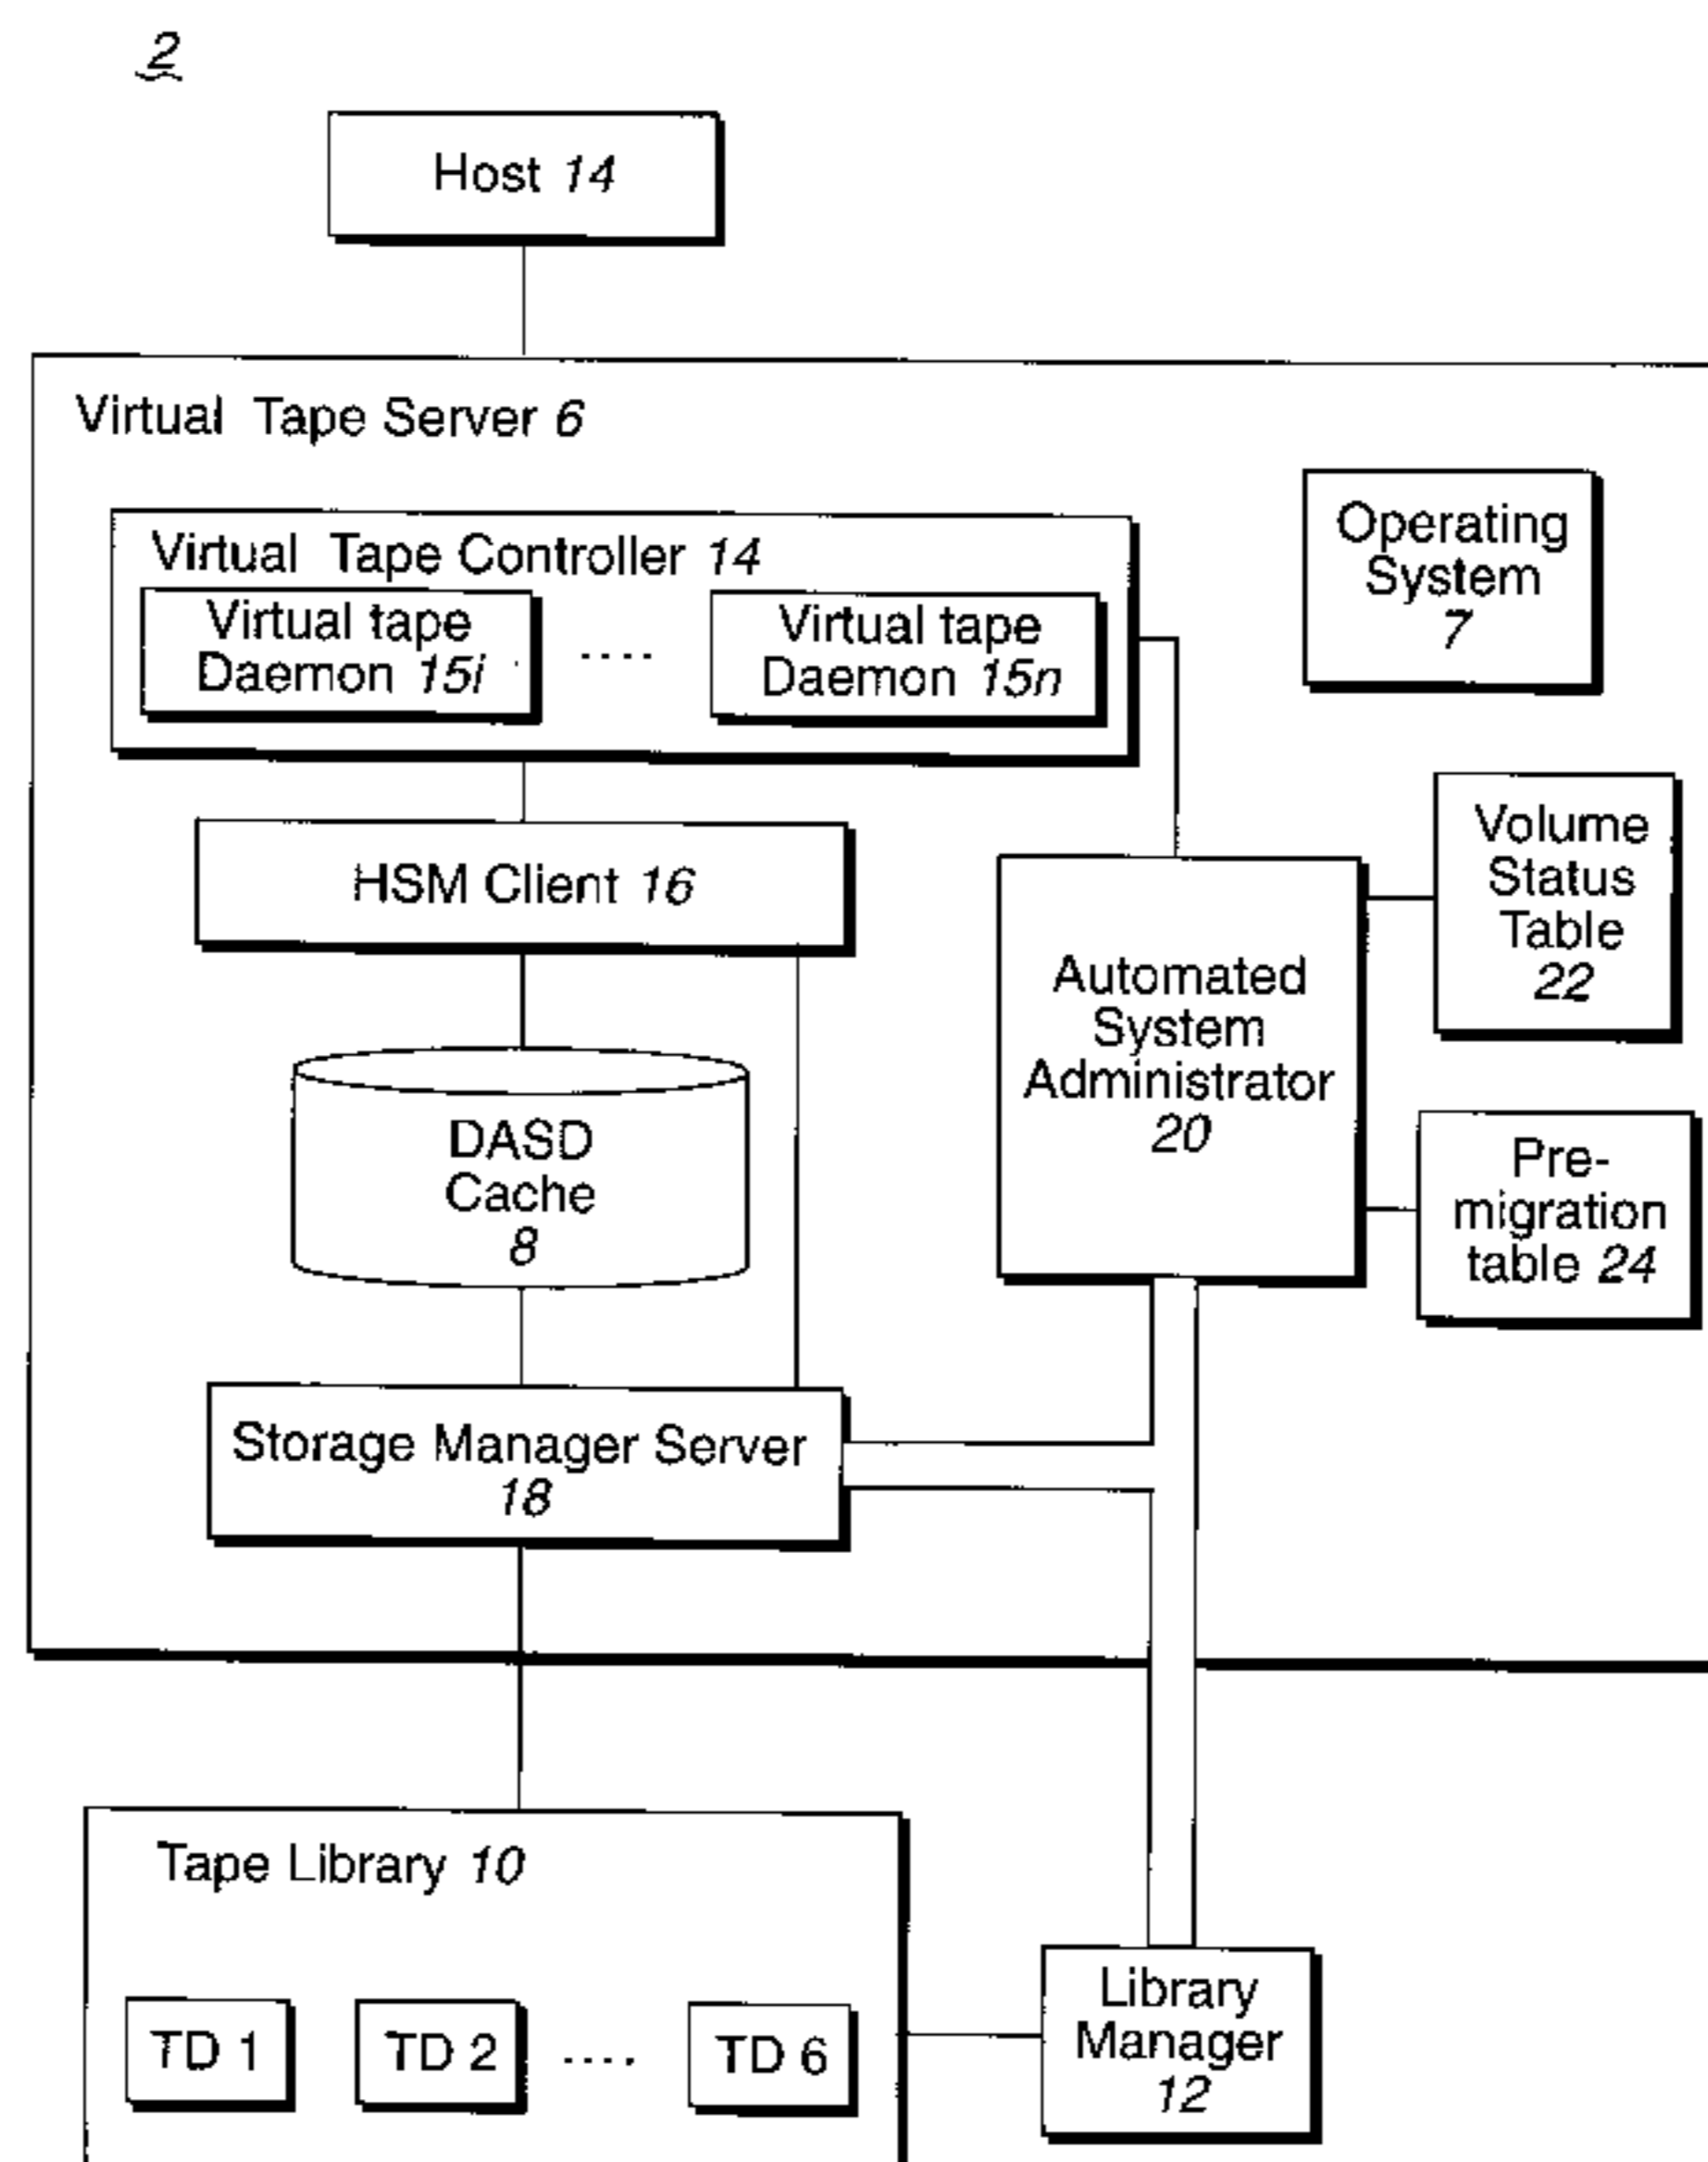 2
Host 14
Virtual Tape Server 6
Virtual Tape Controller 14
Virtual tape
Daemon 15i
....
Virtual tape
Daemon 15n
Operating
System
7
HSM Client 16
Volume
Status
Table
22
Automated
System
Administrator
20
DASD
Cache
8
Pre-
migration
table 24
Storage Manager Server
18
Tape Library 10
TD 1
TD 2
....
TD 6
Library
Manager
12